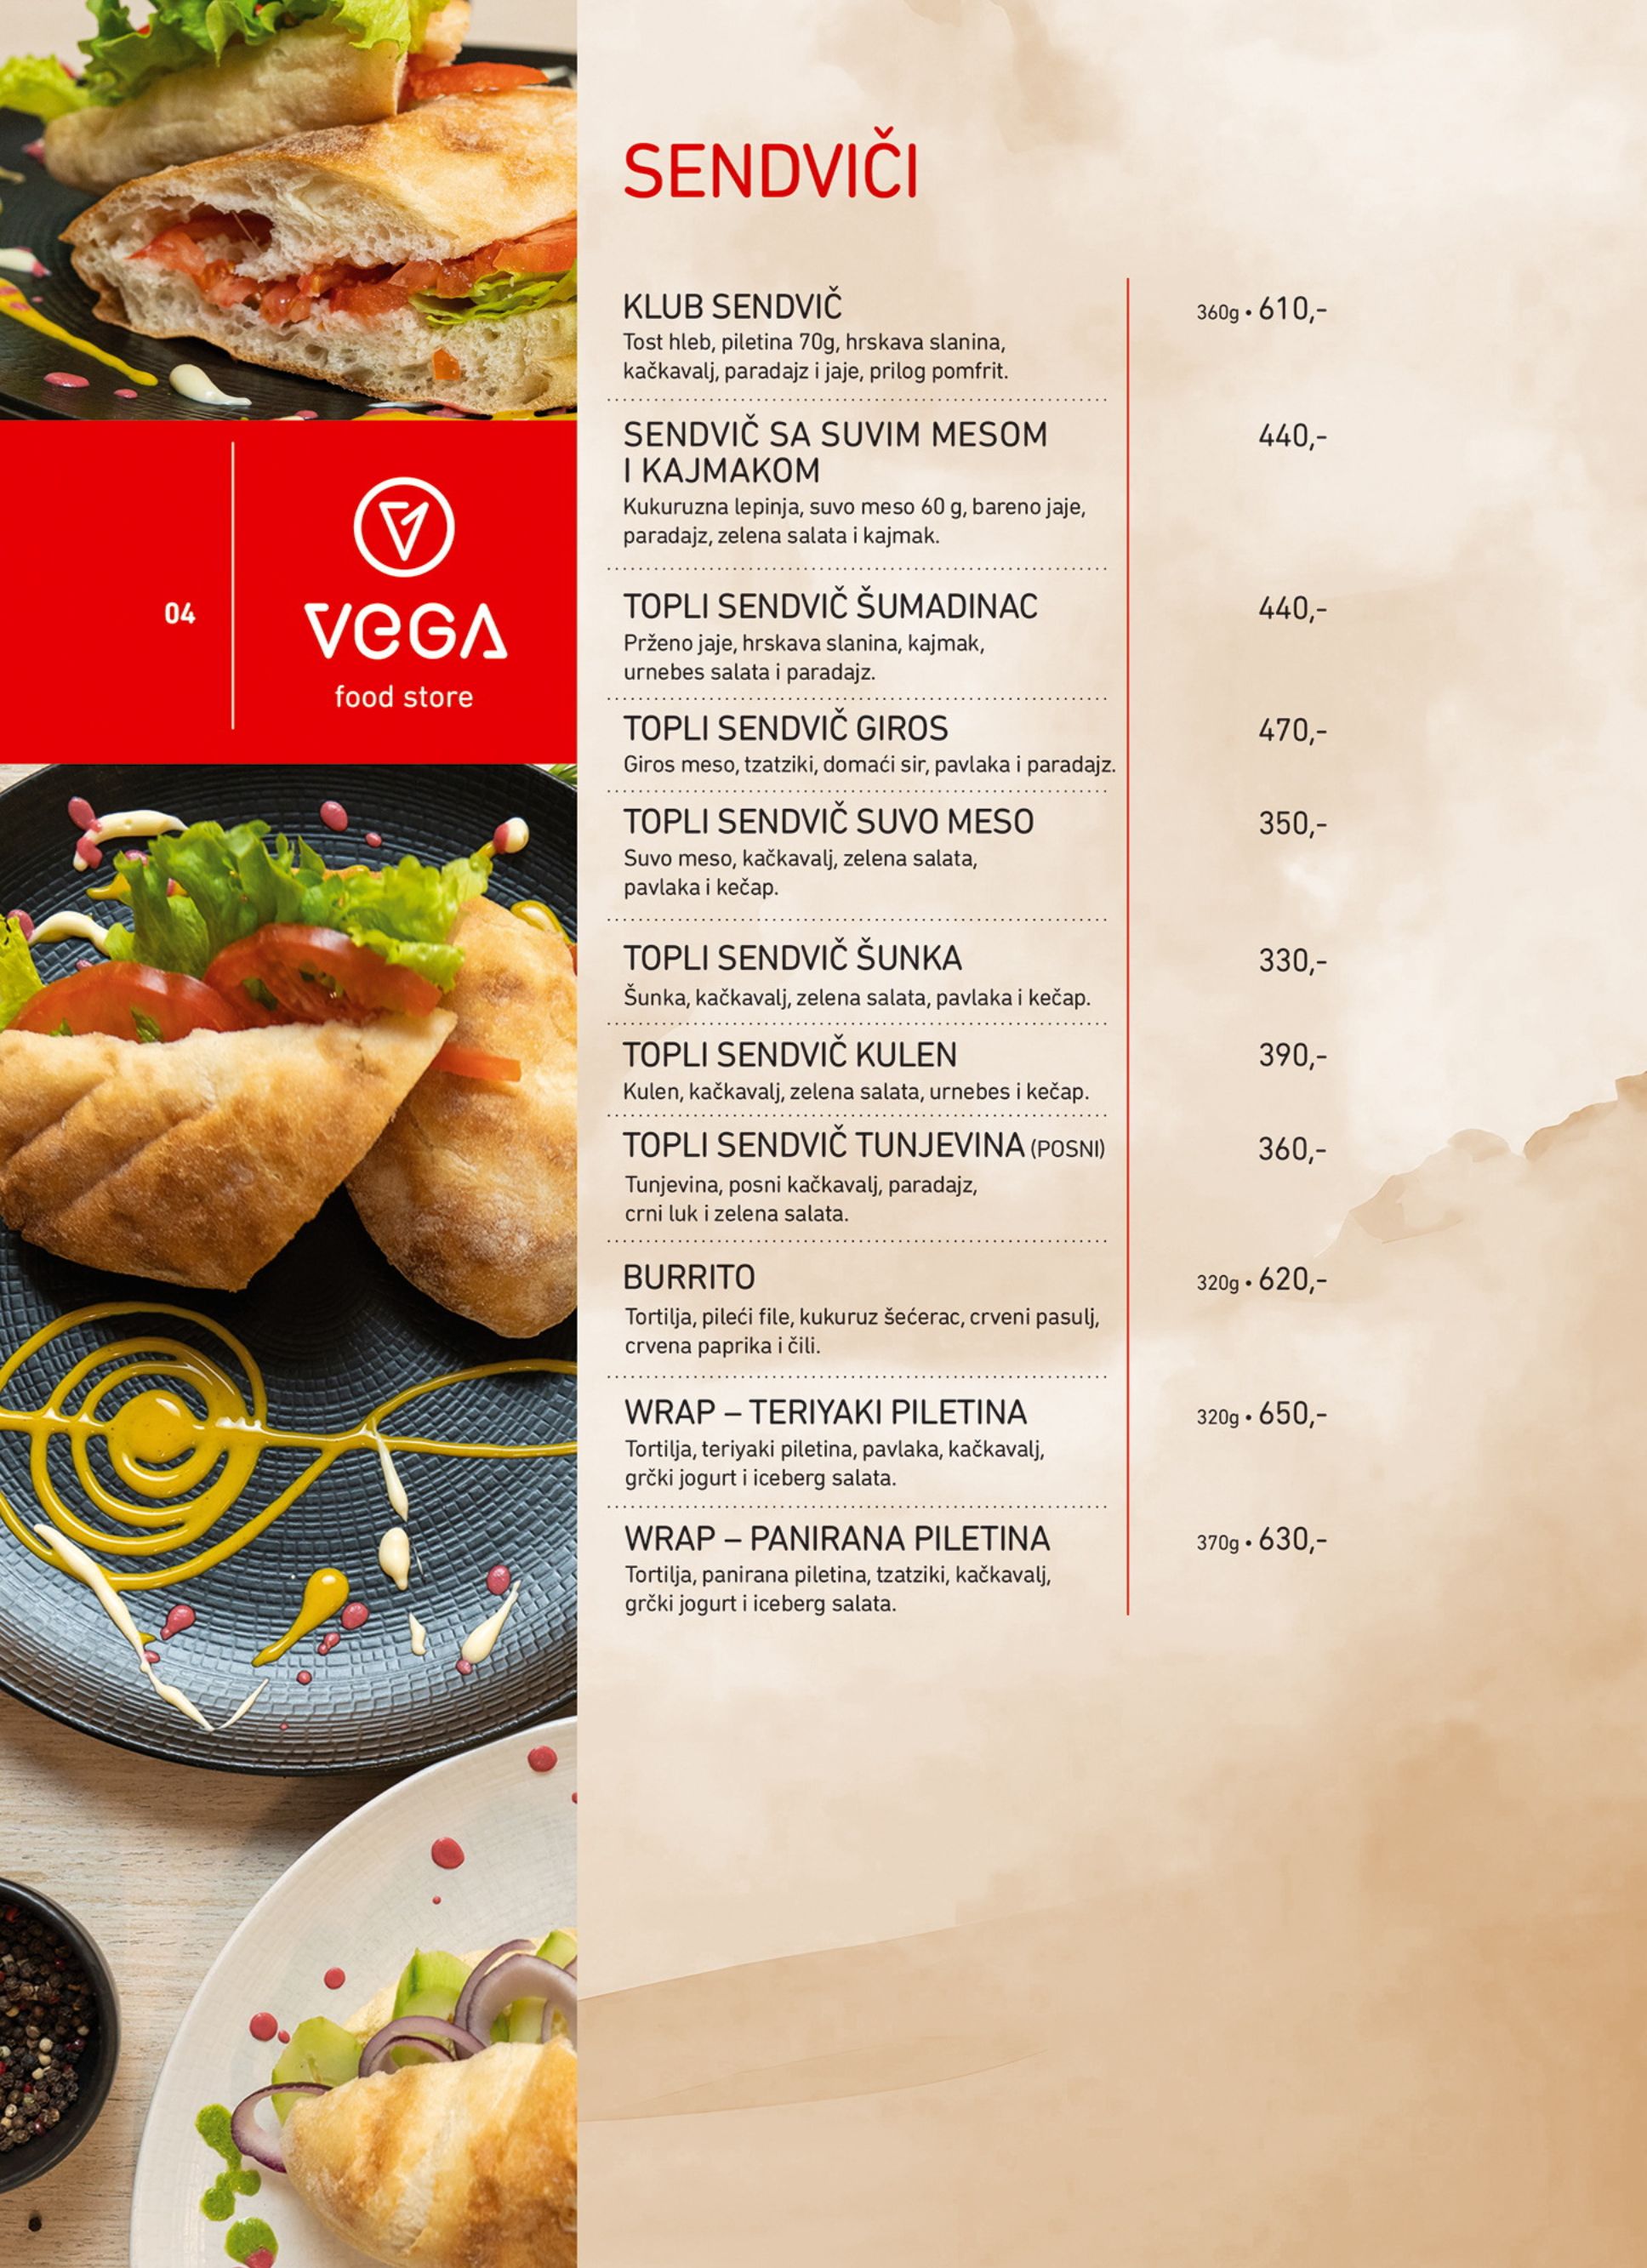 SENDVIČI
KLUB SENDVIČ
360g • 610,-
Tost hleb, piletina 70g, hrskava slanina,
kačkavalj, paradajz i jaje, prilog pomfrit.
SENDVIČ SA SUVIM MESOM
I KAJMAKOM
440,-
Kukuruzna lepinja, suvo meso 60 g, bareno jaje,
paradajz, zelena salata i kajmak.
TOPLI SENDVIČ ŠUMADINAC
440,-
Prženo jaje, hrskava slanina, kajmak,
urnebes salata i paradajz.
TOPLI SENDVIČ GIROS
470,-
Giros meso, tzatziki, domaći sir, pavlaka i paradajz.
TOPLI SENDVIČ SUVO MESO
350,-
Suvo meso, kačkavalj, zelena salata,
pavlaka i kečap.
TOPLI SENDVIČ ŠUNKA
330,-
Šunka, kačkavalj, zelena salata, pavlaka i kečap.
TOPLI SENDVIČ KULEN
390,-
Kulen, kačkavalj, zelena salata, urnebes i kečap.
TOPLI SENDVIČ TUNJEVINA (POSNI)
360,-
Tunjevina, posni kačkavalj, paradajz,
crni luk i zelena salata.
BURRITO
320g • 620,-
Tortilja, pileći file, kukuruz šećerac, crveni pasulj,
crvena paprika i čili.
WRAP – TERIYAKI PILETINA
320g • 650,-
Tortilja, teriyaki piletina, pavlaka, kačkavalj,
grčki jogurt i iceberg salata.
WRAP – PANIRANA PILETINA
370g • 630,-
Tortilja, panirana piletina, tzatziki, kačkavalj,
grčki jogurt i iceberg salata.
04
VeGA
food store